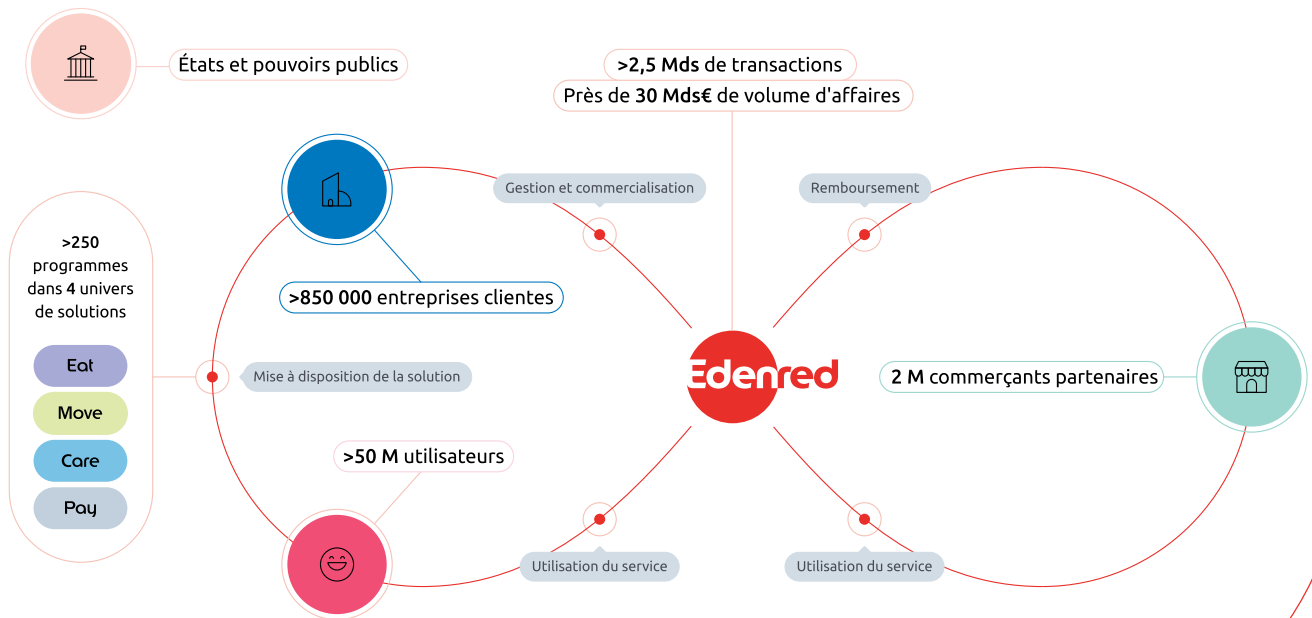 États et pouvoirs publics
>2,5 Mds de transactions
Près de 30 Mds€ de volume d'affaires
Gestion et commercialisation
Remboursement
>250
programmes
dans 4 univers
de solutions
Eat
Move
Care
Pay
>850 000 entreprises clientes
Mise à disposition de la solution
Edenred
2 M commerçants partenaires
>50 M utilisateurs
Utilisation du service
Utilisation du service